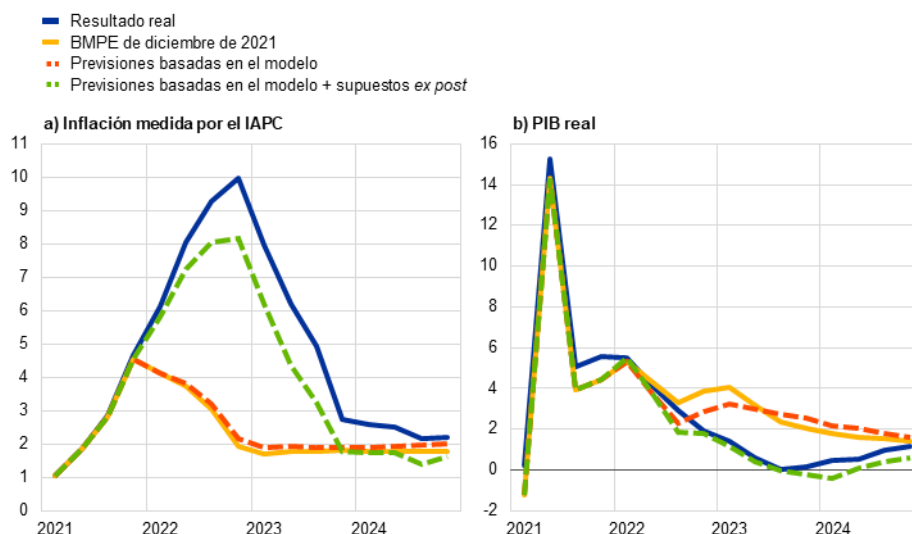 Resultado real
BMPE de diciembre de 2021
Previsiones basadas en el modelo
Previsiones basadas en el modelo + supuestos ex post
a) Inflación medida por el IAPC
11
10
9
8
7
6
5
4
3
2
1
0
2021 2022 2023 2024
b) PIB real
16
14
12
10
8
6
4
2
0
-2
2021 2022 2023 2024